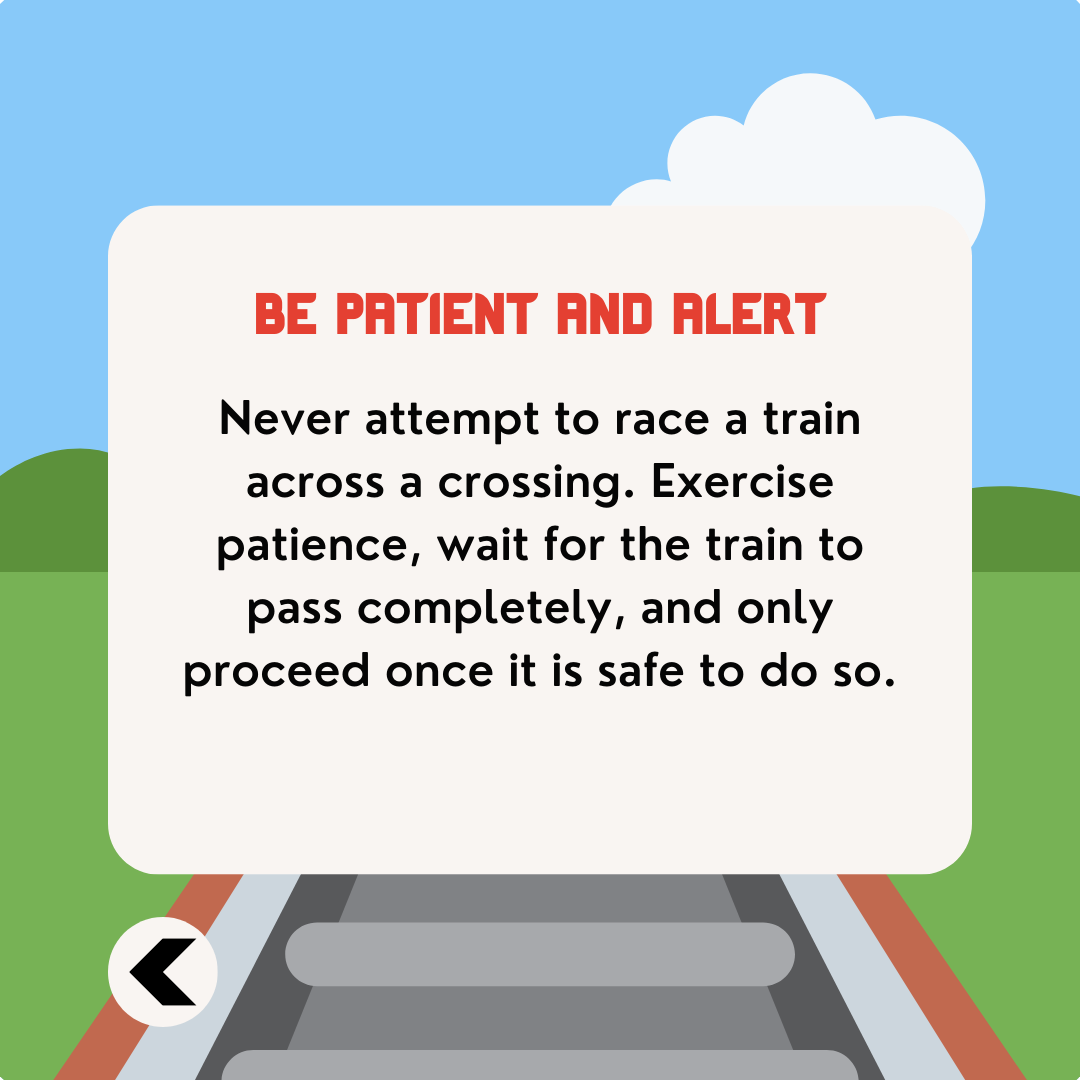 BE PATIENT AND ALERT
Never attempt to race a train
across a crossing. Exercise
patience, wait for the train to
pass completely, and only
proceed once it is safe to do so.